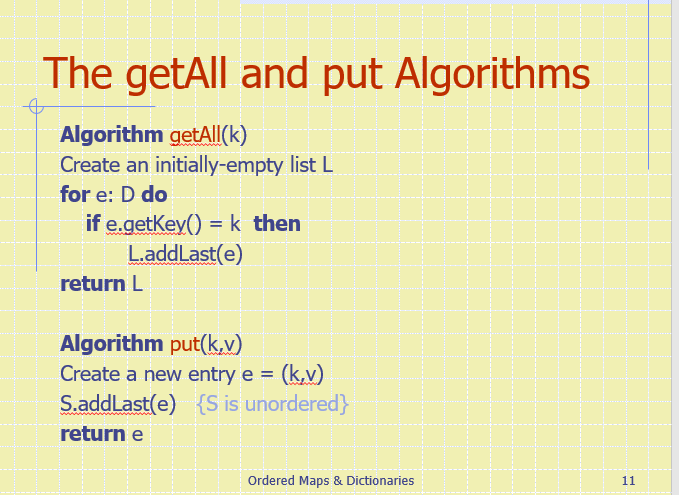 The getAll and put Algorithms
Algorithm getAll(k)
Create an initially-empty list L
for e: D do
if e.getKey() = k then
L.addLast(e)
return L
Algorithm put(k,v)
Create a new entry e = (k,v)
S.addLast(e) {S is unordered}
return e
Ordered Maps & Dictionaries
11